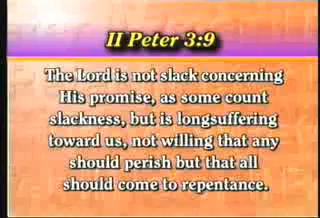 II Peter 3:9
The Lord is not slack concerning
His promise, as some count
slackness, but is longsuffering
toward us, not willing that any
should perish but that all
should come to repentance.